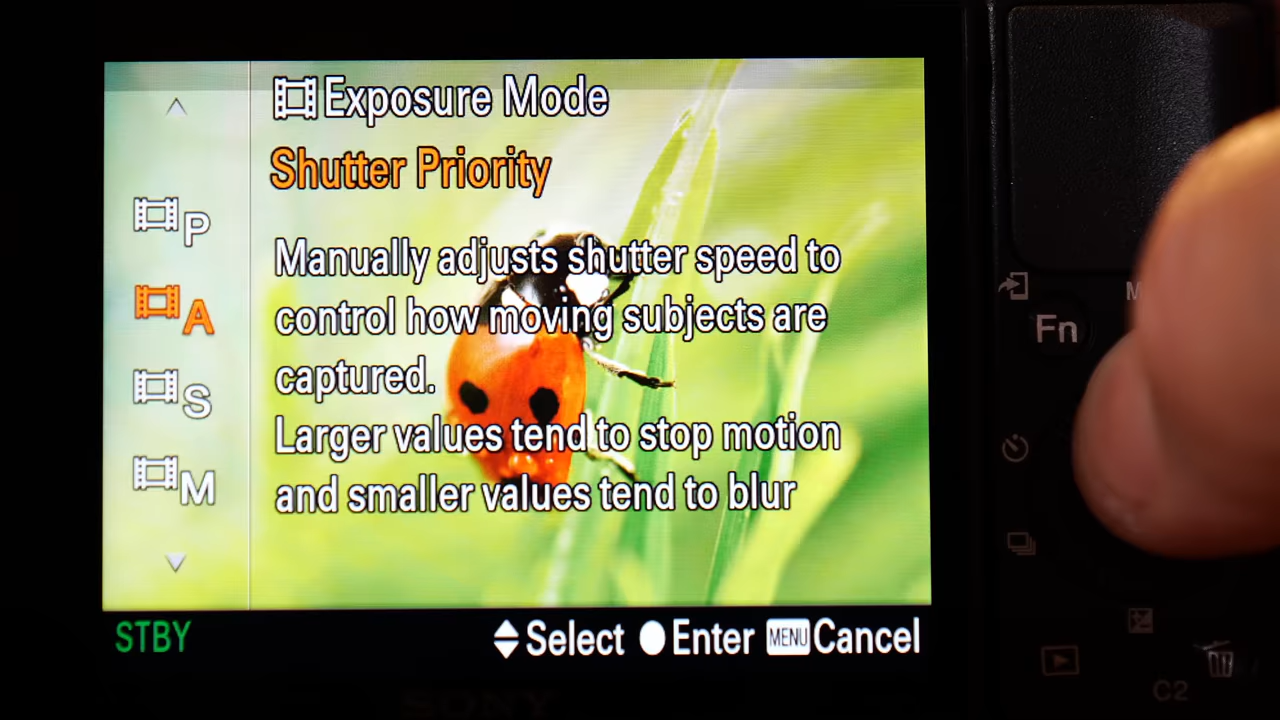 Exposure Mode
Shutter Priority
P
A
S
M
Manually adjusts shutter speed to
control how moving subjects are
captured.
Larger values tend to stop motion
and smaller values tend to blur
STBY
Select Enter MENU Cancel
Fn
C2
SONY